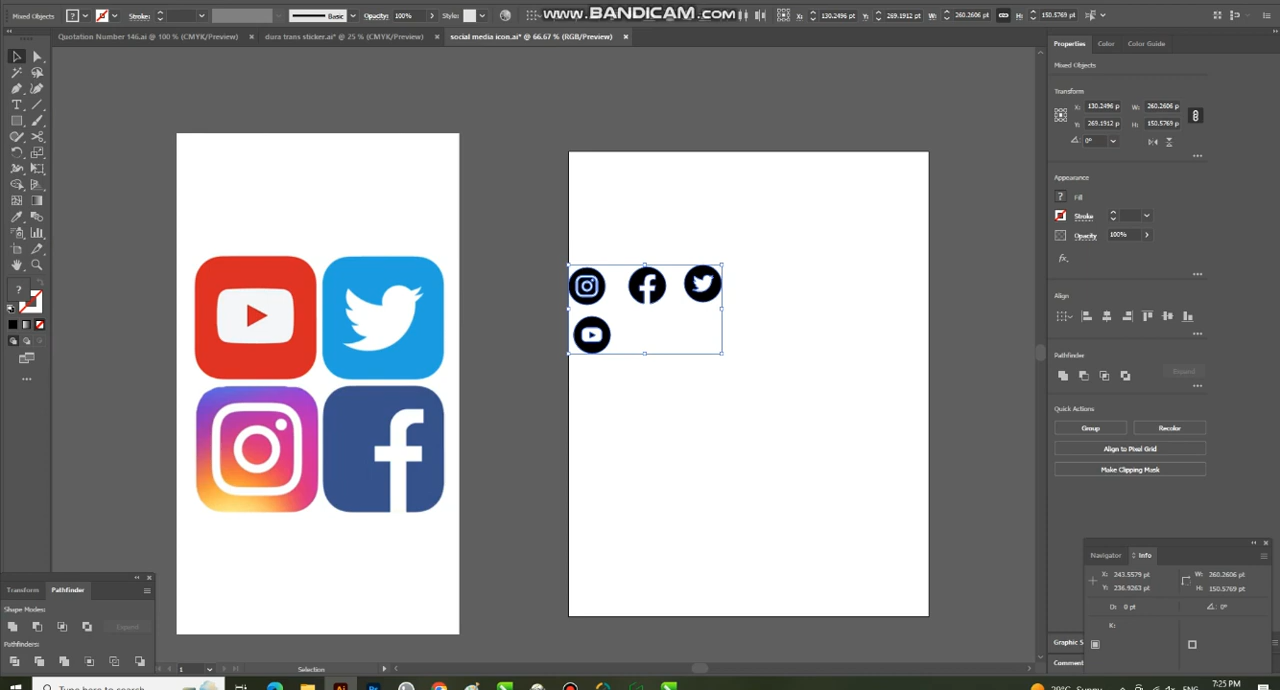 Mixed Objects
Stroke:
Basic
Opacity:
100%
Style:
WWW.BANDICAM.COM
X:
130.2496 pt
Y:
269.1912 pt
W:
260.2606 pt
H:
150.5769 pt
Quotation Number 146.ai @ 100 % (CMYK/Preview)
dura trans sticker.ai* @ 25 % (CMYK/Preview)
social media icon.ai* @ 66.67 % (RGB/Preview)
Properties
Color
Color Guide
Mixed Objects
Transform
X:
130.2496 p
W:
260.2606 p
Y:
269.1912 p
H:
150.5769 p
0°
Appearance
Fill
Stroke
Opacity
100%
fx.
Align
Pathfinder
Expand
Quick Actions
Group
Recolor
Align to Pixel Grid
Make Clipping Mask
Navigator
Info
X:
243.5579 pt
Y:
236.9263 pt
W:
260.2606 pt
H:
150.5769 pt
0 pt
0°
K:
Graphic S
Comment
Transform
Pathfinder
Shape Modes:
Expand
Pathfinders:
1
Selection
Type here to search
Sunny
ENG
7:25 PM